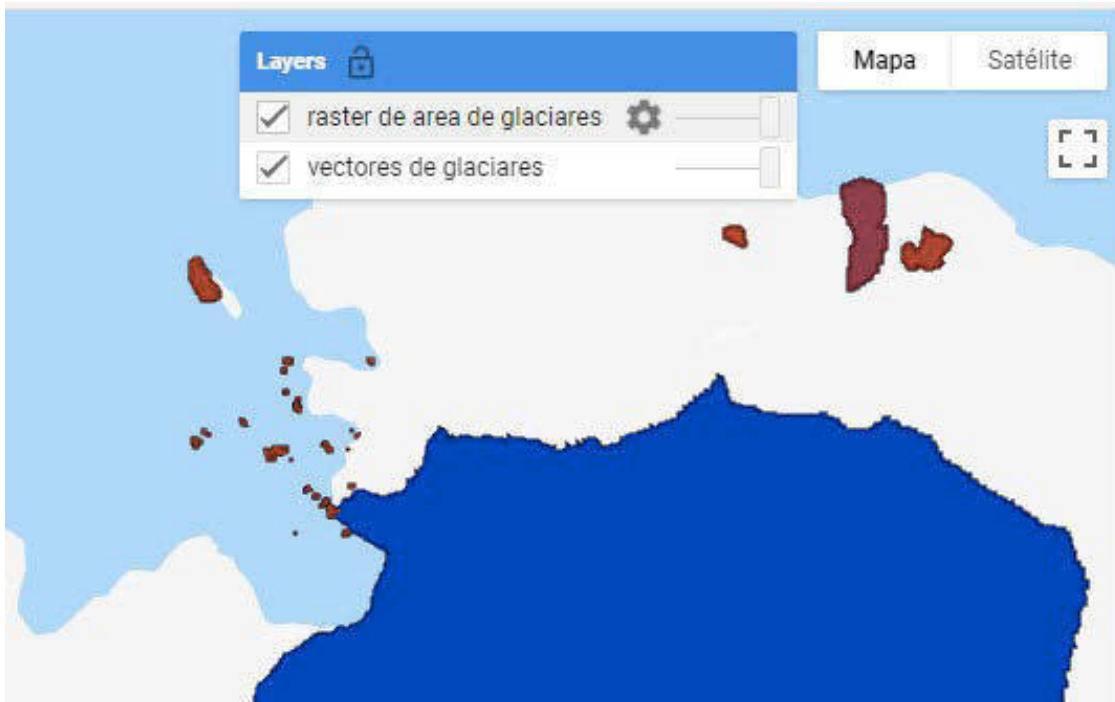 Layers
raster de area de glaciares
vectores de glaciares
Mapa
Satélite